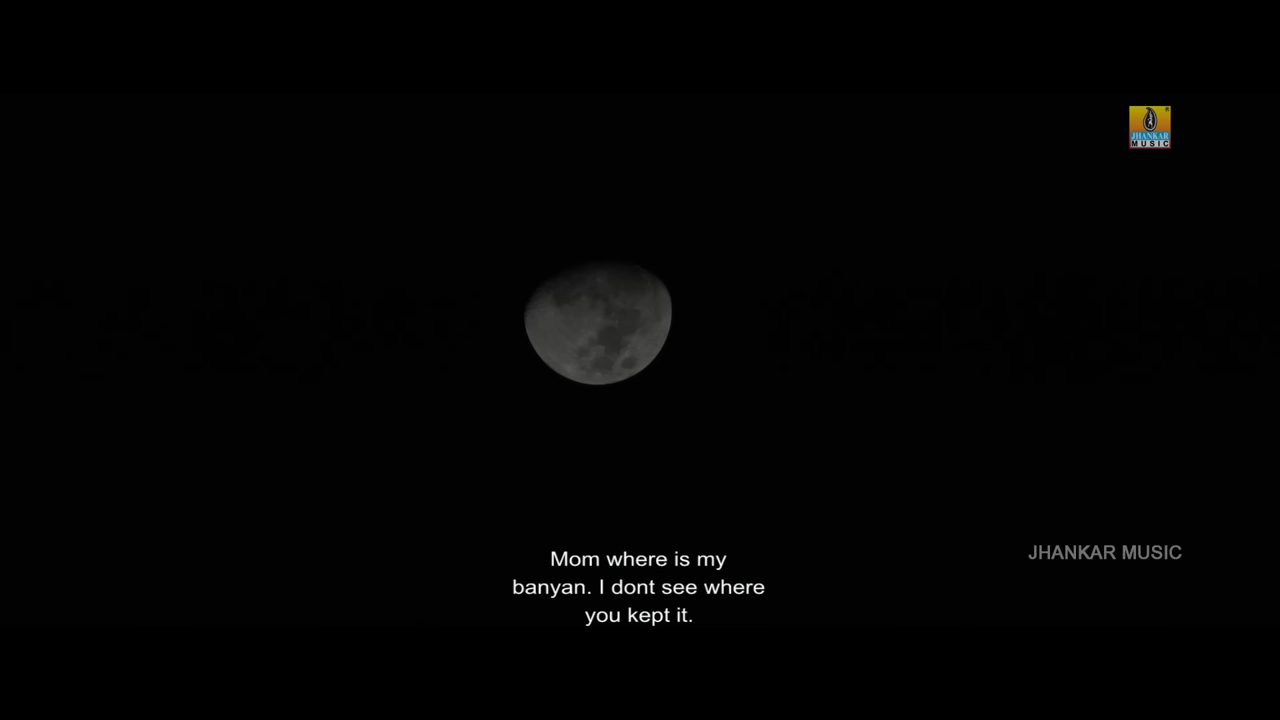 JHANKAR
MUSIC
JHANKAR MUSIC
Mom where is my
banyan. I dont see where
you kept it.